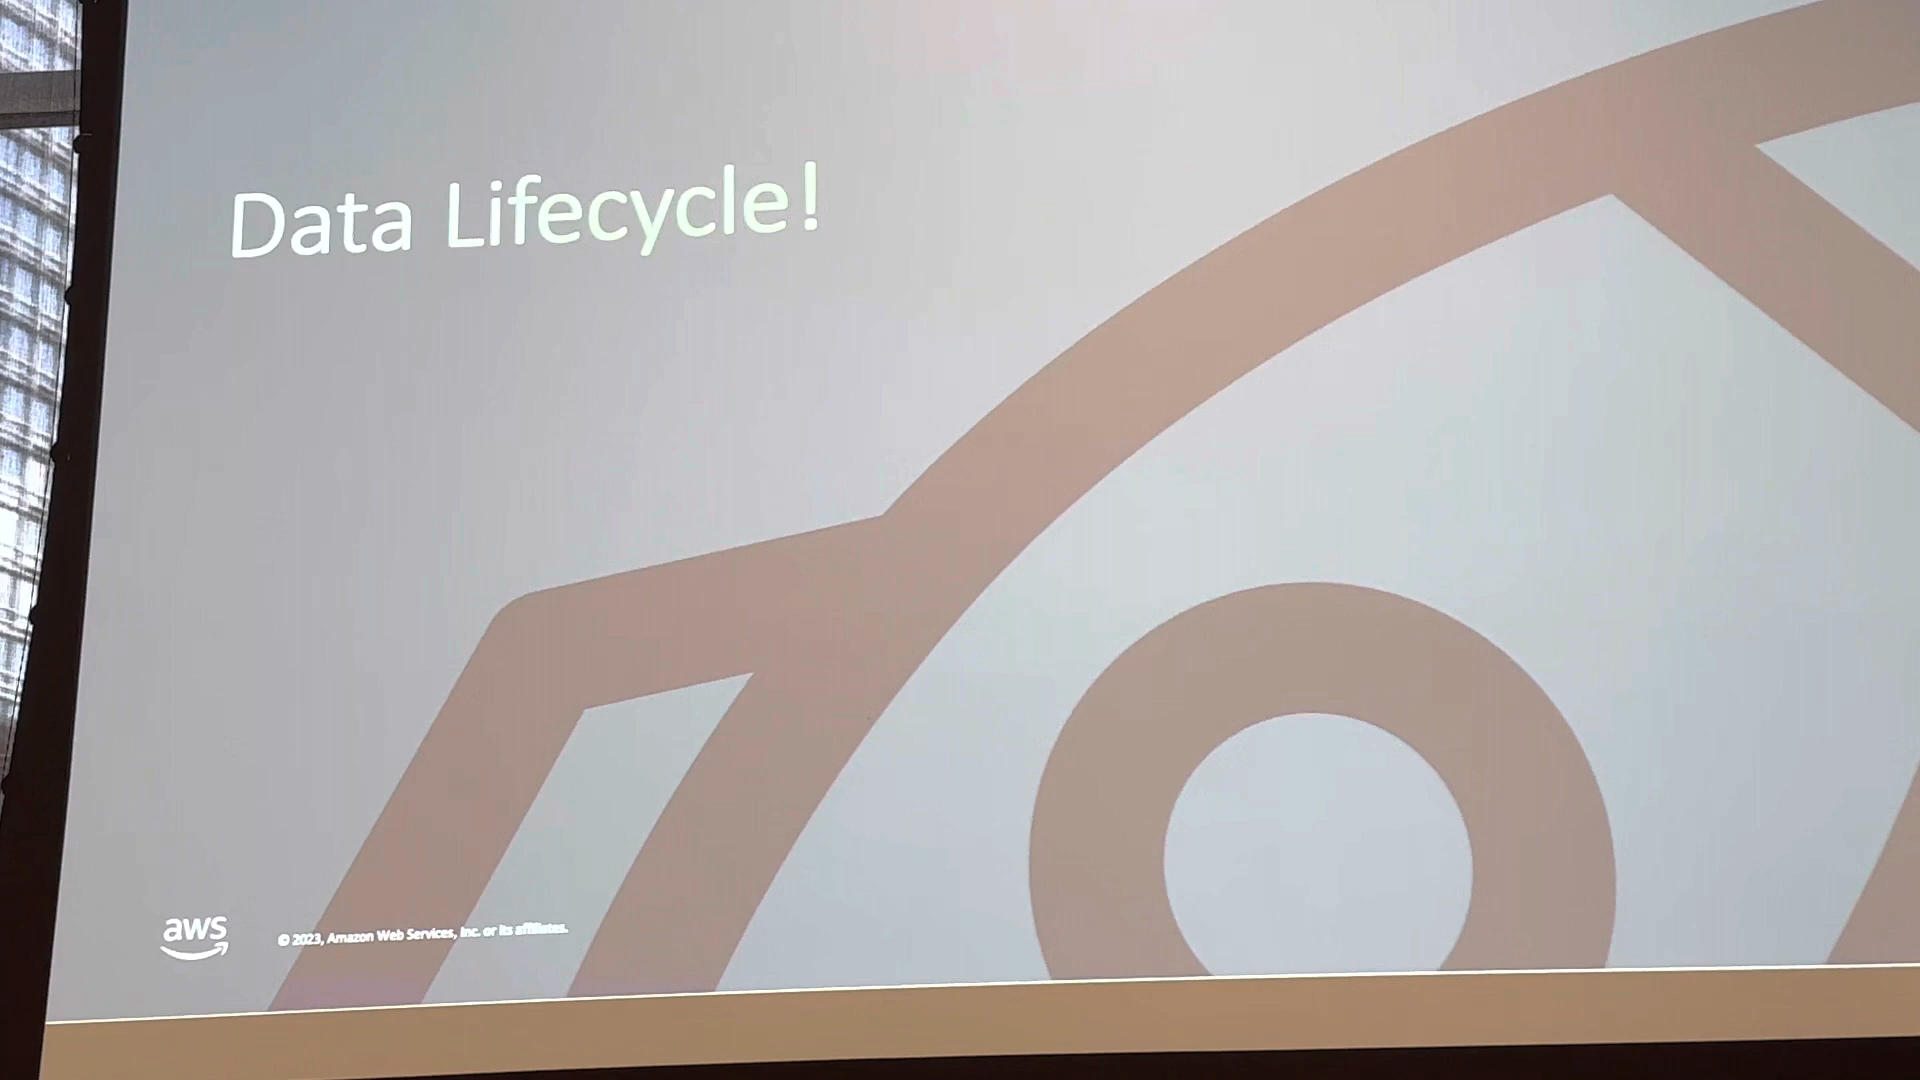 Data Lifecycle!
aws
© 2023, Amazon Web Services, Inc. or its affiliates.